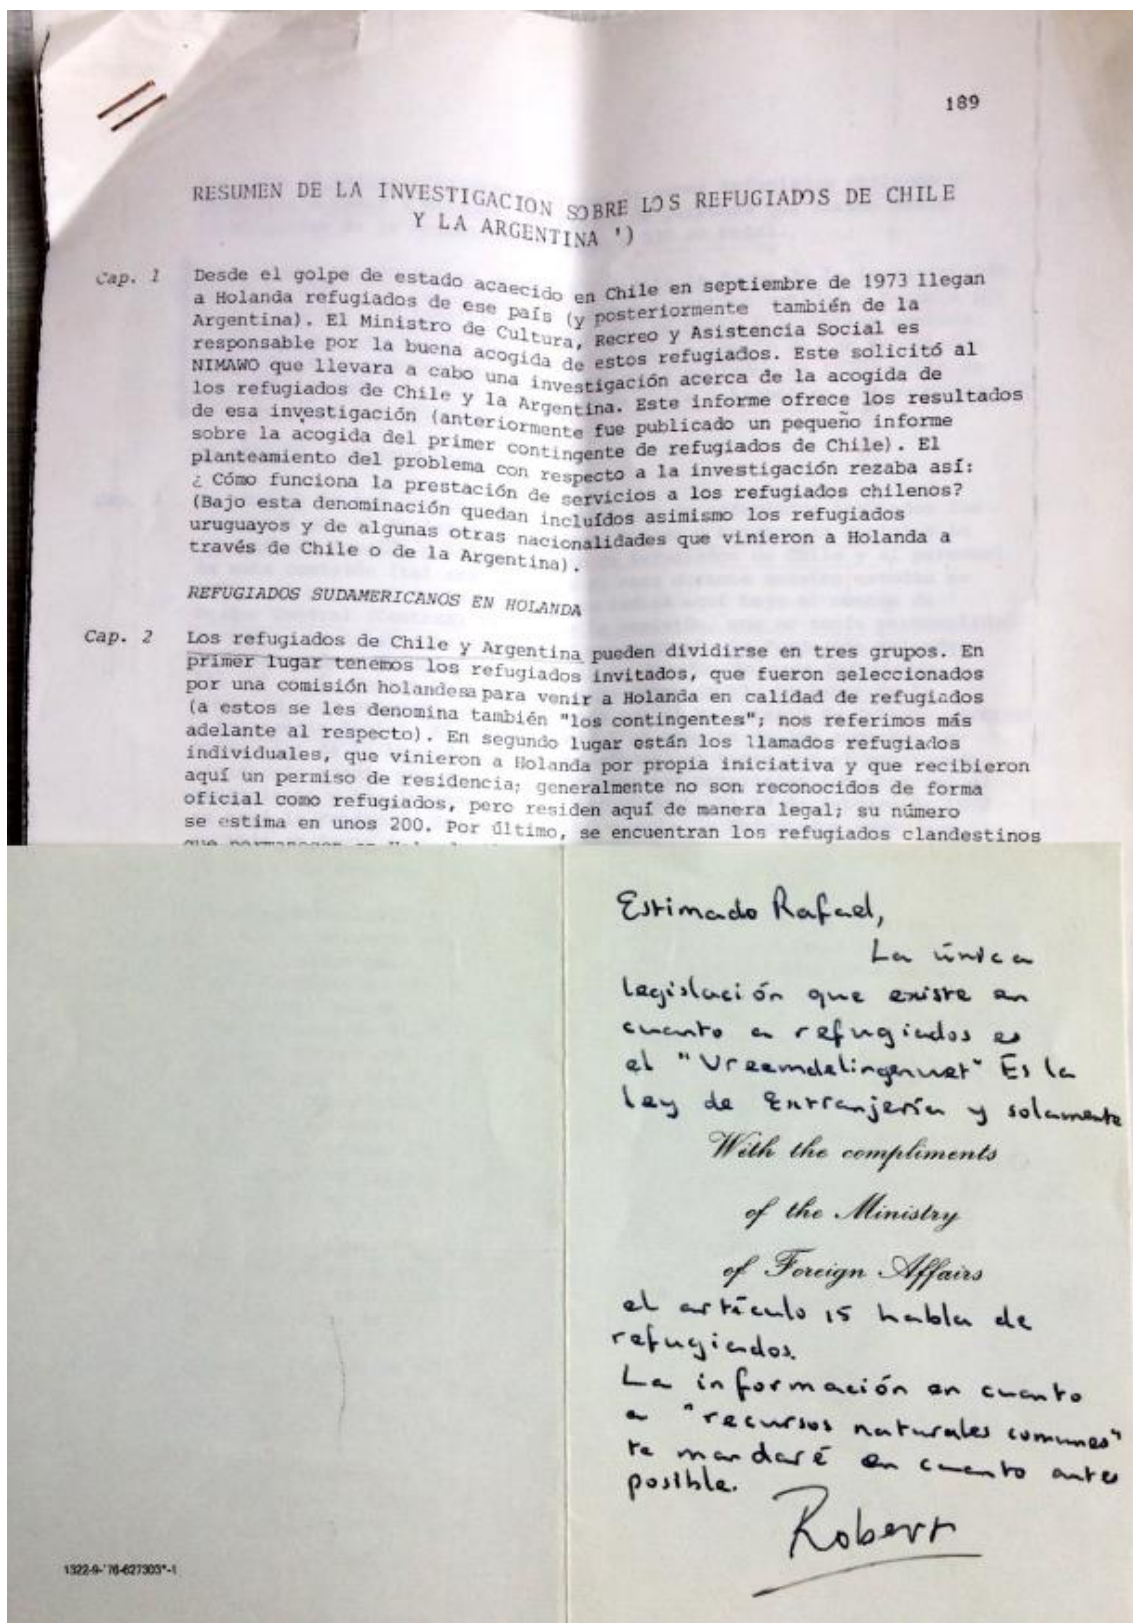 189
RESUMEN DE LA INVESTIGACION SOBRE LOS REFUGIADOS DE CHILE
Y LA ARGENTINA ')
Cap. 1 Desde el golpe de estado acaecido en Chile en septiembre de 1973 llegan
a Holanda refugiados de ese país (y posteriormente también de la
Argentina). El Ministro de Cultura, Recreo y Asistencia Social es
responsable por la buena acogida de estos refugiados. Este solicitó al
NIMAWO que llevara a cabo una investigación acerca de la acogida de
los refugiados de Chile y la Argentina. Este informe ofrece los resultados
de esa investigación (anteriormente fue publicado un pequeño informe
sobre la acogida del primer contingente de refugiados de Chile). El
planteamiento del problema con respecto a la investigación rezaba así:
¿ Cómo funciona la prestación de servicios a los refugiados chilenos?
(Bajo esta denominación quedan incluídos asimismo los refugiados
uruguayos y de algunas otras nacionalidades que vinieron a Holanda a
través de Chile o de la Argentina).
REFUGIADOS SUDAMERICANOS EN HOLANDA
Cap. 2 Los refugiados de Chile y Argentina pueden dividirse en tres grupos. En
primer lugar tenemos los refugiados invitados, que fueron seleccionados
por una comisión holandesa para venir a Holanda en calidad de refugiados
(a estos se les denomina también "los contingentes"; nos referimos más
adelante al respecto). En segundo lugar están los llamados refugiados
individuales, que vinieron a Holanda por propia iniciativa y que recibieron
aquí un permiso de residencia; generalmente no son reconocidos de forma
oficial como refugiados, pero residen aquí de manera legal; su número
se estima en unos 200. Por último, se encuentran los refugiados clandestinos
Estimado Rafael,
La única
legislación que existe en
cuanto a refugiados es
el "Vreemdelingenwet" Es la
ley de Extranjería y solamente
With the compliments
of the Ministry
of Foreign Affairs
el artículo 15 habla de
refugiados.
La información en cuanto
a "recursos naturales comunes"
te mandaré en cuanto antes
posible.
Robert
1322-9-'76-627303*-1